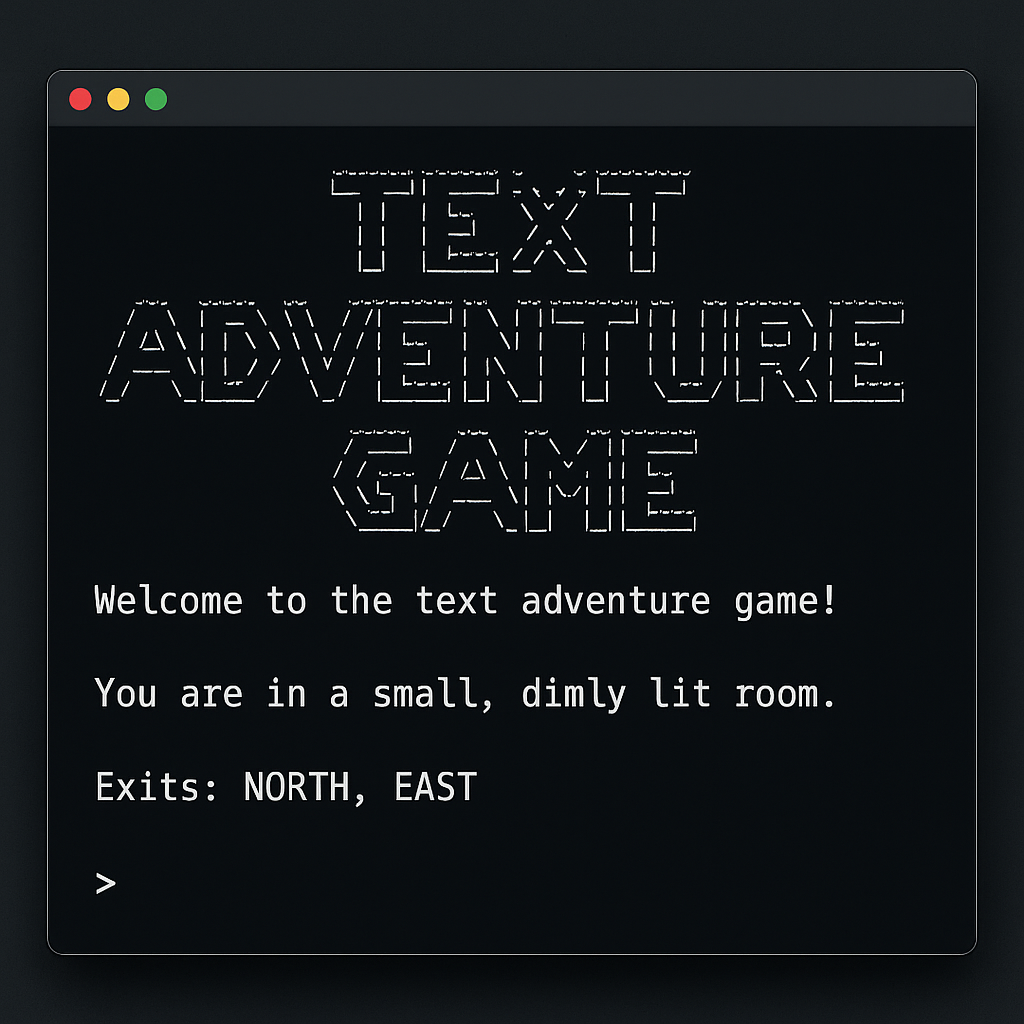 TEXT
ADVENTURE
GAME
Welcome to the text adventure game!
You are in a small, dimly lit room.
Exits: NORTH, EAST
>